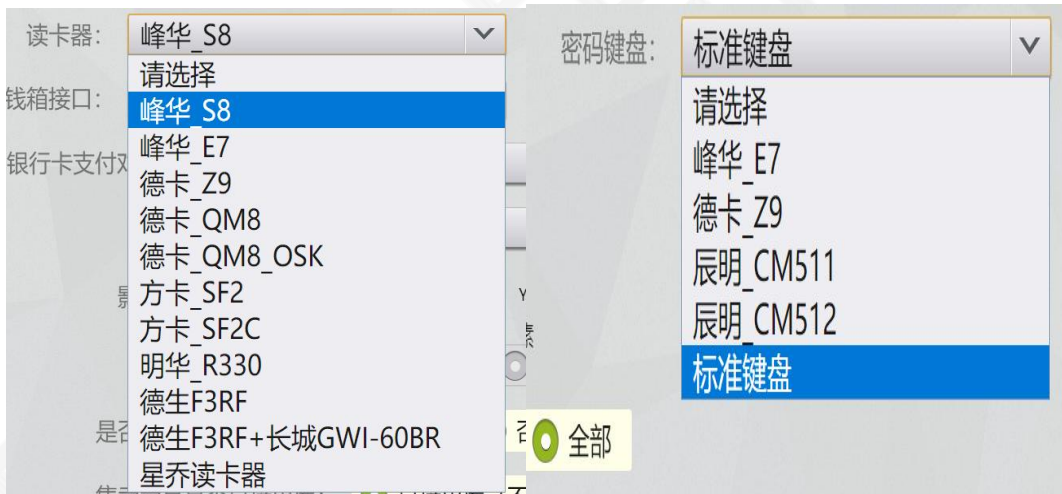 读卡器：
峰华_S8
请选择
峰华_S8
峰华_E7
德卡_Z9
德卡_QM8
德卡_QM8_OSK
方卡_SF2
方卡_SF2C
明华_R330
德生F3RF
德生F3RF+长城GWI-60BR
星乔读卡器
钱箱接口：
银行卡支付
是否
密码键盘：
标准键盘
请选择
峰华_E7
德卡_Z9
辰明_CM511
辰明_CM512
标准键盘
全部